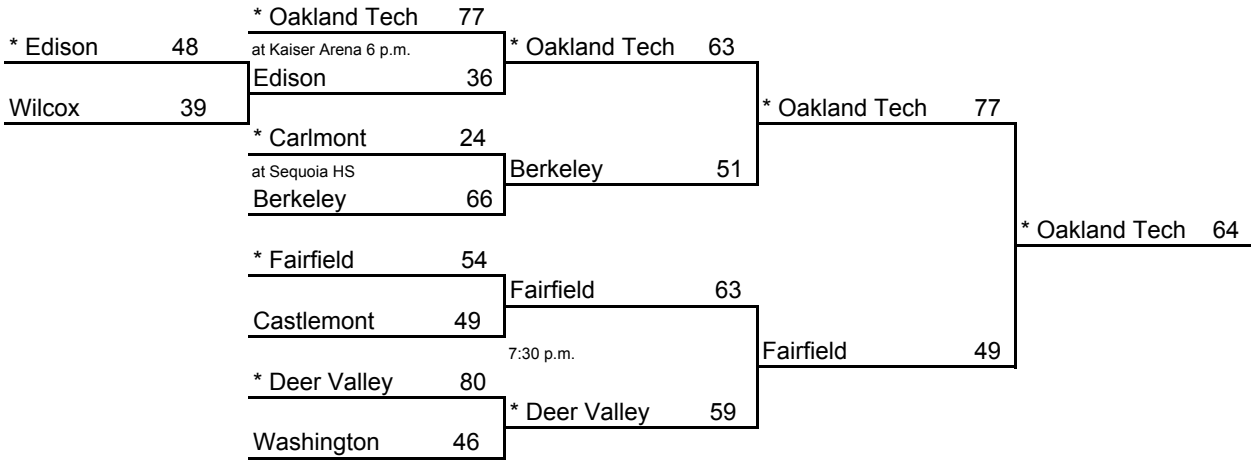 * Oakland Tech 77
* Edison 48
at Kaiser Arena 6 p.m.
* Oakland Tech 63
Edison 36
Wilcox 39
* Oakland Tech 77
* Carlmont 24
at Sequoia HS
Berkeley 51
Berkeley 66
* Oakland Tech 64
* Fairfield 54
Fairfield 63
Castlemont 49
7:30 p.m.
Fairfield 49
* Deer Valley 80
* Deer Valley 59
Washington 46